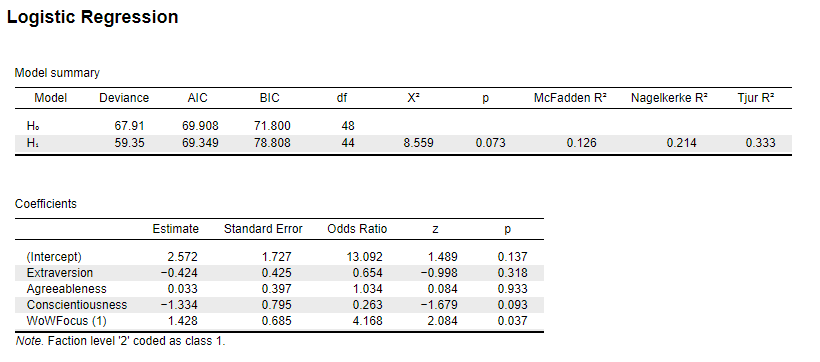 Logistic Regression
Model summary
Model Deviance AIC BIC df X² p McFadden R² Nagelkerke R² Tjur R²
H₀ 67.91 69.908 71.800 48
H₁ 59.35 69.349 78.808 44 8.559 0.073 0.126 0.214 0.333
Coefficients
Estimate Standard Error Odds Ratio z p
(Intercept) 2.572 1.727 13.092 1.489 0.137
Extraversion −0.424 0.425 0.654 −0.998 0.318
Agreeableness 0.033 0.397 1.034 0.084 0.933
Conscientiousness −1.334 0.795 0.263 −1.679 0.093
WoWFocus (1) 1.428 0.685 4.168 2.084 0.037
Note. Faction level '2' coded as class 1.